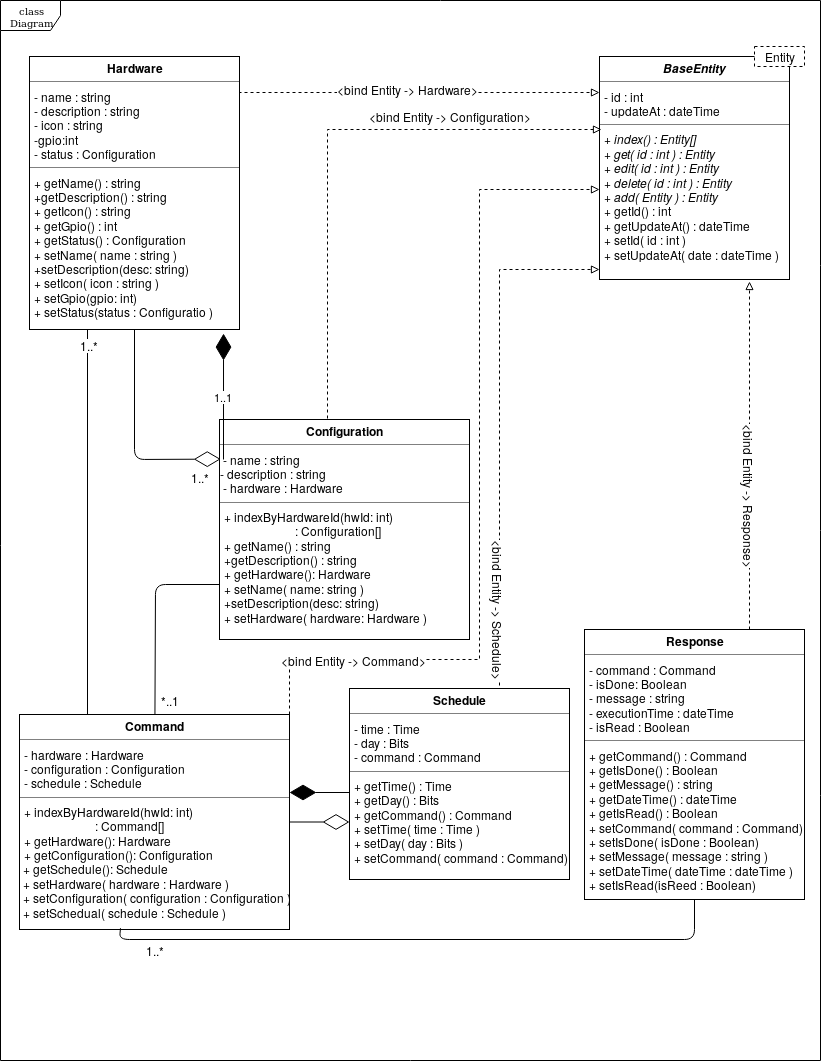 class
Diagram
Hardware
- name : string
- description : string
- icon : string
-gpio:int
- status : Configuration
+ getName() : string
+getDescription() : string
+ getIcon() : string
+ getGpio() : int
+ getStatus() : Configuration
+ setName( name : string )
+setDescription(desc: string)
+ setIcon( icon : string )
+ setGpio(gpio: int)
+ setStatus(status : Configuratio )
<bind Entity -> Hardware>
<bind Entity -> Configuration>
Entity
BaseEntity
- id : int
- updateAt : dateTime
+ index() : Entity[]
+ get( id : int ) : Entity
+ edit( id : int ) : Entity
+ delete( id : int ) : Entity
+ add( Entity ) : Entity
+ getId() : int
+ getUpdateAt() : dateTime
+ setId( id : int )
+ setUpdateAt( date : dateTime )
1..*
1..1
1..*
Configuration
- name : string
- description : string
- hardware : Hardware
+ indexByHardwareId(hwId: int)
: Configuration[]
+ getName() : string
+getDescription() : string
+ getHardware(): Hardware
+ setName( name: string )
+setDescription(desc: string)
+ setHardware( hardware: Hardware )
<bind Entity -> Command>
<bind Entity -> Schedule>
<bind Entity -> Response>
*..1
Command
- hardware : Hardware
- configuration : Configuration
- schedule : Schedule
+ indexByHardwareId(hwId: int)
: Command[]
+ getHardware(): Hardware
+ getConfiguration(): Configuration
+ getSchedule(): Schedule
+ setHardware( hardware : Hardware )
+ setConfiguration( configuration : Configuration )
+ setSchedual( schedule : Schedule )
Schedule
- time : Time
- day : Bits
- command : Command
+ getTime() : Time
+ getDay() : Bits
+ getCommand() : Command
+ setTime( time : Time )
+ setDay( day : Bits )
+ setCommand( command : Command)
Response
- command : Command
- isDone: Boolean
- message : string
- executionTime : dateTime
- isRead : Boolean
+ getCommand() : Command
+ getIsDone() : Boolean
+ getMessage() : string
+ getDateTime() : dateTime
+ getIsRead() : Boolean
+ setCommand( command : Command)
+ setIsDone( isDone : Boolean)
+ setMessage( message : string )
+ setDateTime( dateTime : dateTime )
+ setIsRead(isReed : Boolean)
1..*